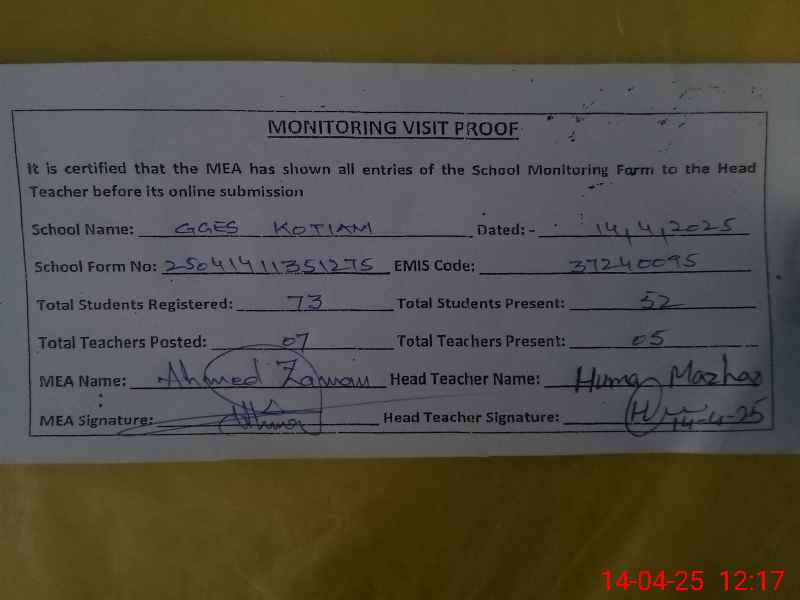 MONITORING VISIT PROOF
It is certified that the MEA has shown all entries of the School Monitoring Form to the Head
Teacher before its online submission
School Name: GGES KOTIAM Dated: - 14,4,2025
School Form No: 25041411351275 EMIS Code: 37240095
Total Students Registered: 73 Total Students Present: 52
Total Teachers Posted: 07 Total Teachers Present: 05
MEA Name: Ahmed Zaman Head Teacher Name: Huma Mazhar
MEA Signature: Head Teacher Signature: 14-4-25
14-04-25 12:17